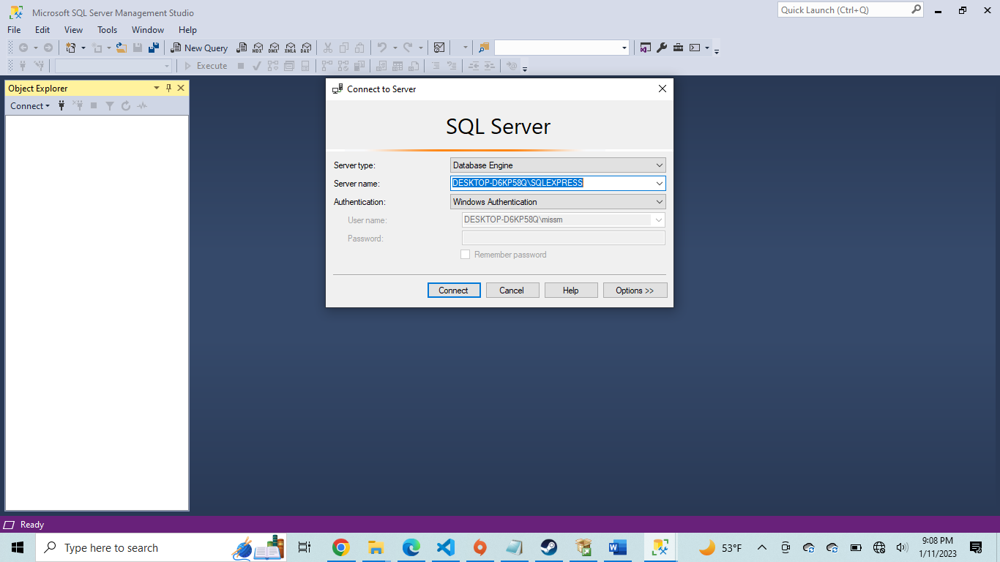 Microsoft SQL Server Management Studio
Quick Launch (Ctrl+Q)
File Edit View Tools Window Help
New Query MDX DMX XMLA DAX
Execute
Object Explorer
Connect
Connect to Server
SQL Server
Server type: Database Engine
Server name: DESKTOP-D6KP58Q\SQLEXPRESS
Authentication: Windows Authentication
User name: DESKTOP-D6KP58Q\missm
Password:
Remember password
Connect Cancel Help Options >>
Ready
Type here to search
53°F
9:08 PM
1/11/2023